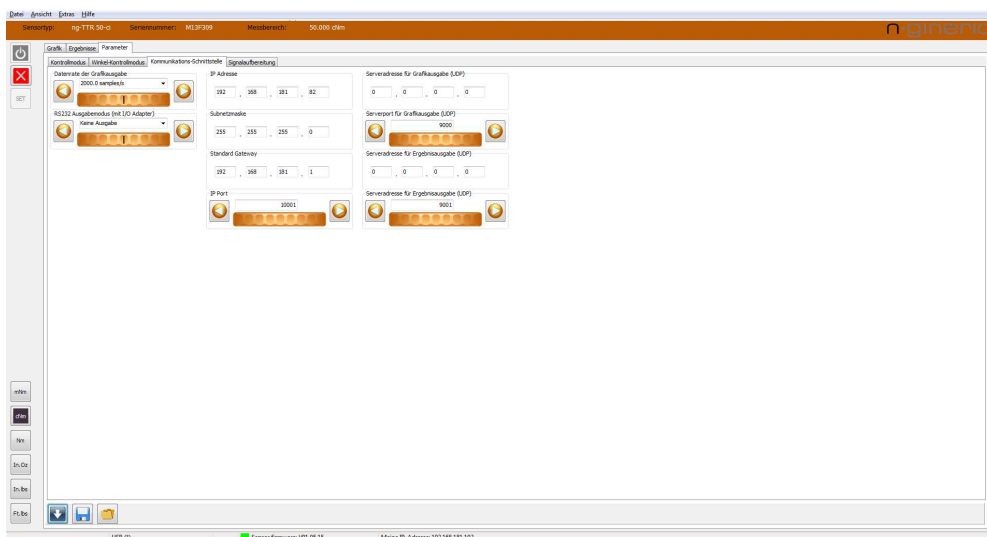 Datei Ansicht Extras Hilfe
Sensortyp: ng-TTR 50-ci Seriennummer: M13F309 Messbereich: 50.000 cNm
n-gineric
Grafik Ergebnisse Parameter
Kontrollmodus Winkel-Kontrollmodus Kommunikations-Schnittstelle Signalaufbereitung
SET
Datenrate der Grafikausgabe
2000.0 samples/s
RS232 Ausgabemodus (mit I/O Adapter)
Keine Ausgabe
IP Adresse
192 . 168 . 181 . 82
Subnetzmaske
255 . 255 . 255 . 0
Standard Gateway
192 . 168 . 181 . 1
IP Port
10001
Serveradresse für Grafikausgabe (UDP)
0 . 0 . 0 . 0
Serverport für Grafikausgabe (UDP)
9000
Serveradresse für Ergebnisausgabe (UDP)
0 . 0 . 0 . 0
Serveradresse für Ergebnisausgabe (UDP)
9001
mNm
cNm
Nm
In.Oz
In.lbs
Ft.lbs